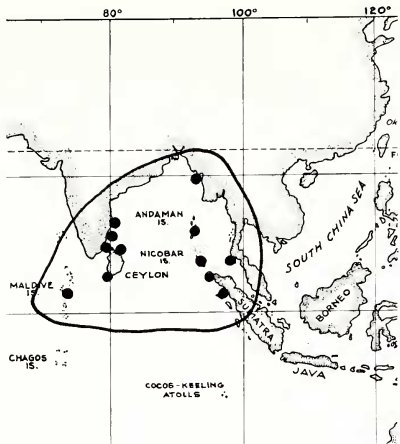 80° 100° 120°
Ok
F
ANDAMAN
IS.
SOUTH CHINA SEA
NICOBAR
IS.
CEYLON
MALDIVE
IS.
SUMATRA
BORNEO
CHAGOS
IS.
JAVA
COCOS-KEELING
ATOLLS